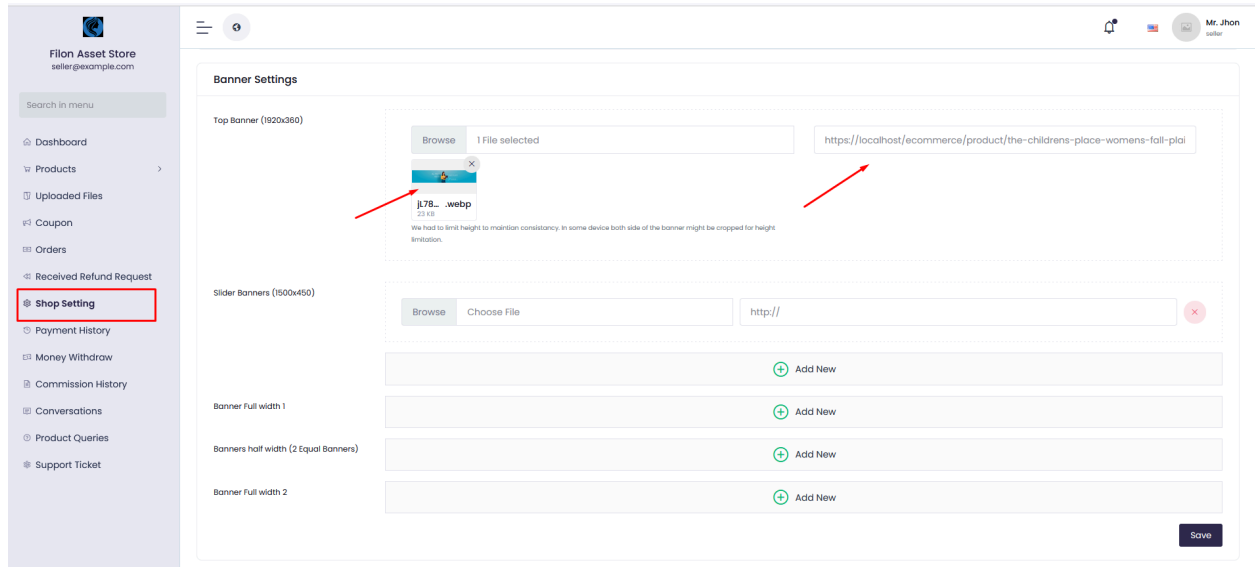 Filon Asset Store
seller@example.com
Search in menu
Dashboard
Products
Uploaded Files
Coupon
Orders
Received Refund Request
Shop Setting
Payment History
Money Withdraw
Commission History
Conversations
Product Queries
Support Ticket
Mr. Jhon
seller
Banner Settings
Top Banner (1920x360)
Browse 1 File selected
https://localhost/ecommerce/product/the-childrens-place-womens-fall-plai
jL78... .webp
23 KB
We had to limit height to maintian consistancy. In some device both side of the banner might be cropped for height
limitation.
Slider Banners (1500x450)
Browse Choose File
http://
Add New
Banner Full width 1
Add New
Banners half width (2 Equal Banners)
Add New
Banner Full width 2
Add New
Save